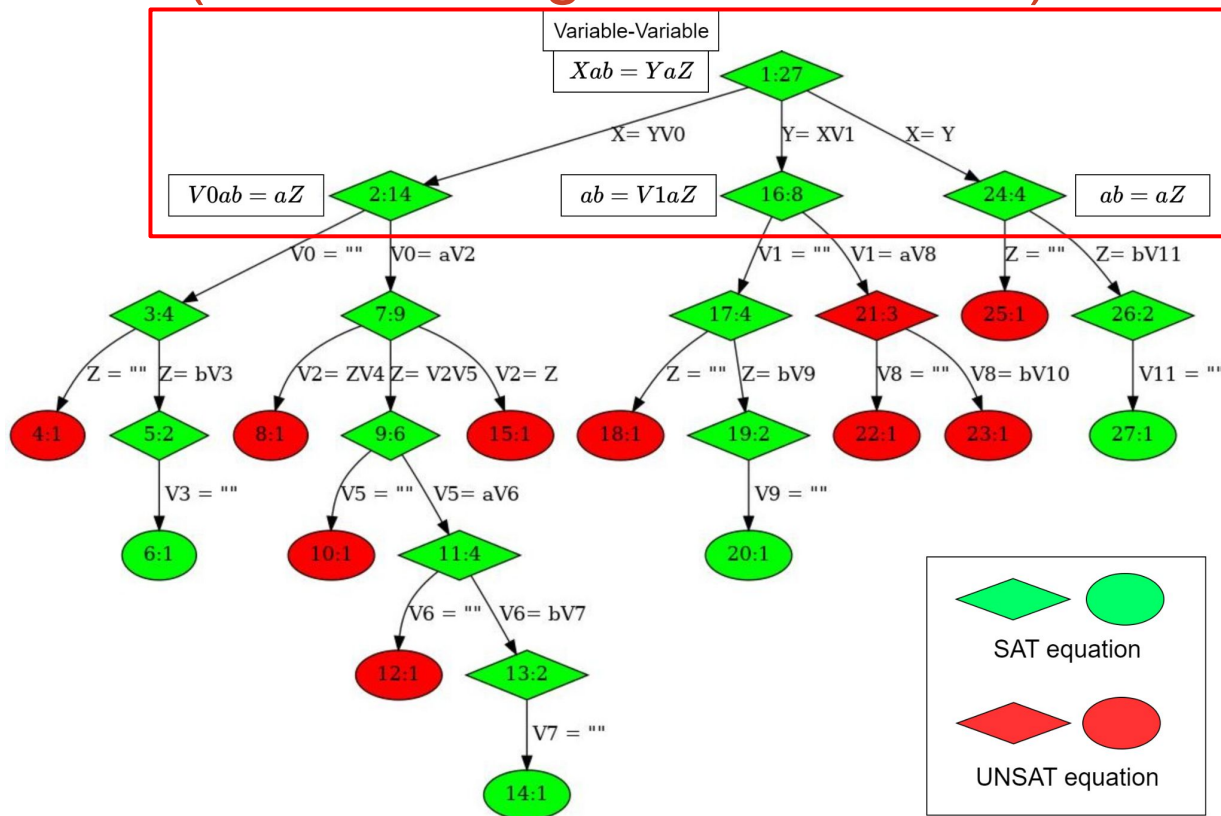 Variable-Variable
Xab = YaZ
1:27
X= YV0
Y= XV1
X= Y
V0ab = aZ
2:14
ab = V1aZ
16:8
24:4
ab = aZ
V0 = ""
V0= aV2
V1 = ""
V1= aV8
Z = ""
Z= bV11
3:4
7:9
17:4
21:3
25:1
26:2
Z = ""
Z= bV3
V2= ZV4
Z= V2V5
V2= Z
Z = ""
Z= bV9
V8 = ""
V8= bV10
V11 = ""
4:1
5:2
8:1
9:6
15:1
18:1
19:2
22:1
23:1
27:1
V3 = ""
V5 = ""
V5= aV6
V9 = ""
6:1
10:1
11:4
20:1
V6 = ""
V6= bV7
12:1
13:2
V7 = ""
14:1
SAT equation
UNSAT equation